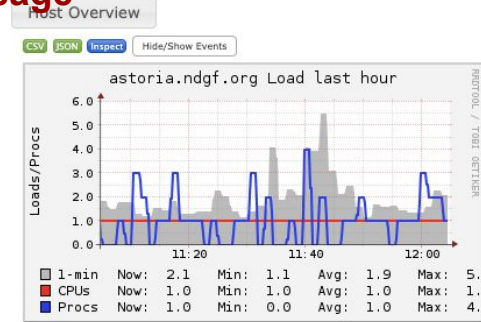 Host Overview
CSV JSON Inspect Hide/Show Events
astoria.ndgf.org Load last hour
RRDTOOL / TOBI OETIKER
Loads/Procs
6.0
5.0
4.0
3.0
2.0
1.0
0.0
11:20 11:40 12:00
1-min Now: 2.1 Min: 1.1 Avg: 1.9 Max: 5.
CPUs Now: 1.0 Min: 1.0 Avg: 1.0 Max: 1.
Procs Now: 1.0 Min: 0.0 Avg: 1.0 Max: 4.